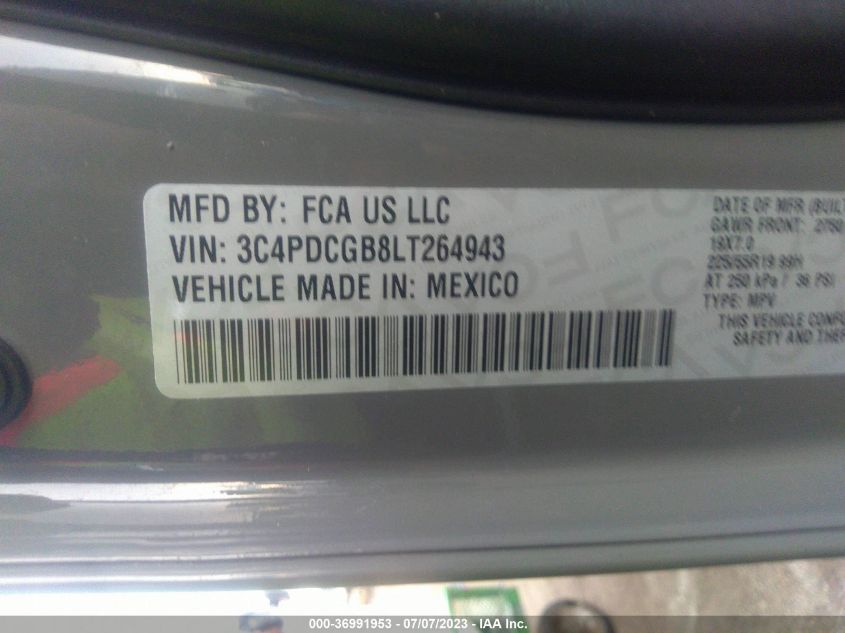 MFD BY: FCA US LLC
VIN: 3C4PDCGB8LT264943
VEHICLE MADE IN: MEXICO
DATE OF MFR (BUILT
GAWR FRONT: 2750
19X7.0
225/55R19 99H
AT 250 kPa / 36 PSI
TYPE: MPV
THIS VEHICLE
SAFETY AND
000-36991953 / 07/07/2023 - IAA Inc.